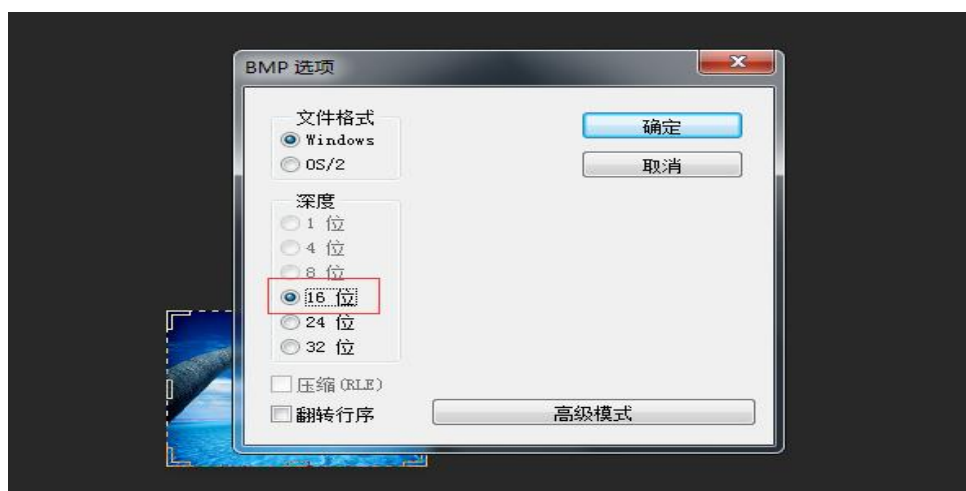 BMP 选项
文件格式
Windows
OS/2
确定
取消
深度
1 位
4 位
8 位
16 位
24 位
32 位
压缩(RLE)
翻转行序
高级模式